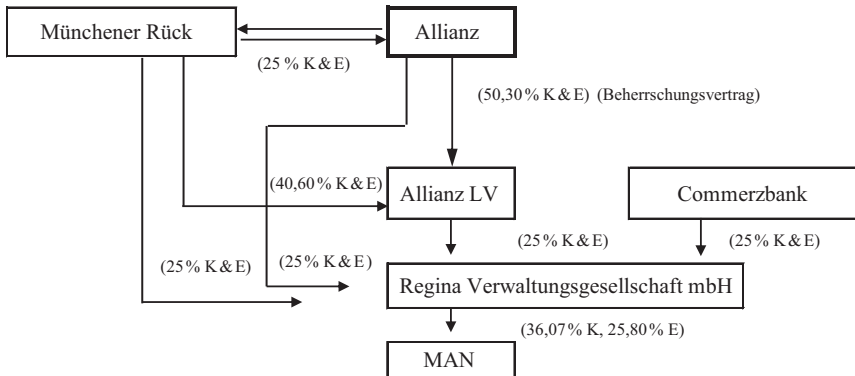 Münchener Rück
Allianz
(25 % K & E)
(50,30 % K & E) (Beherrschungsvertrag)
(40,60 % K & E)
Allianz LV
Commerzbank
(25 % K & E)
(25 % K & E)
(25 % K & E)
(25 % K & E)
Regina Verwaltungsgesellschaft mbH
(36,07 % K, 25,80 % E)
MAN